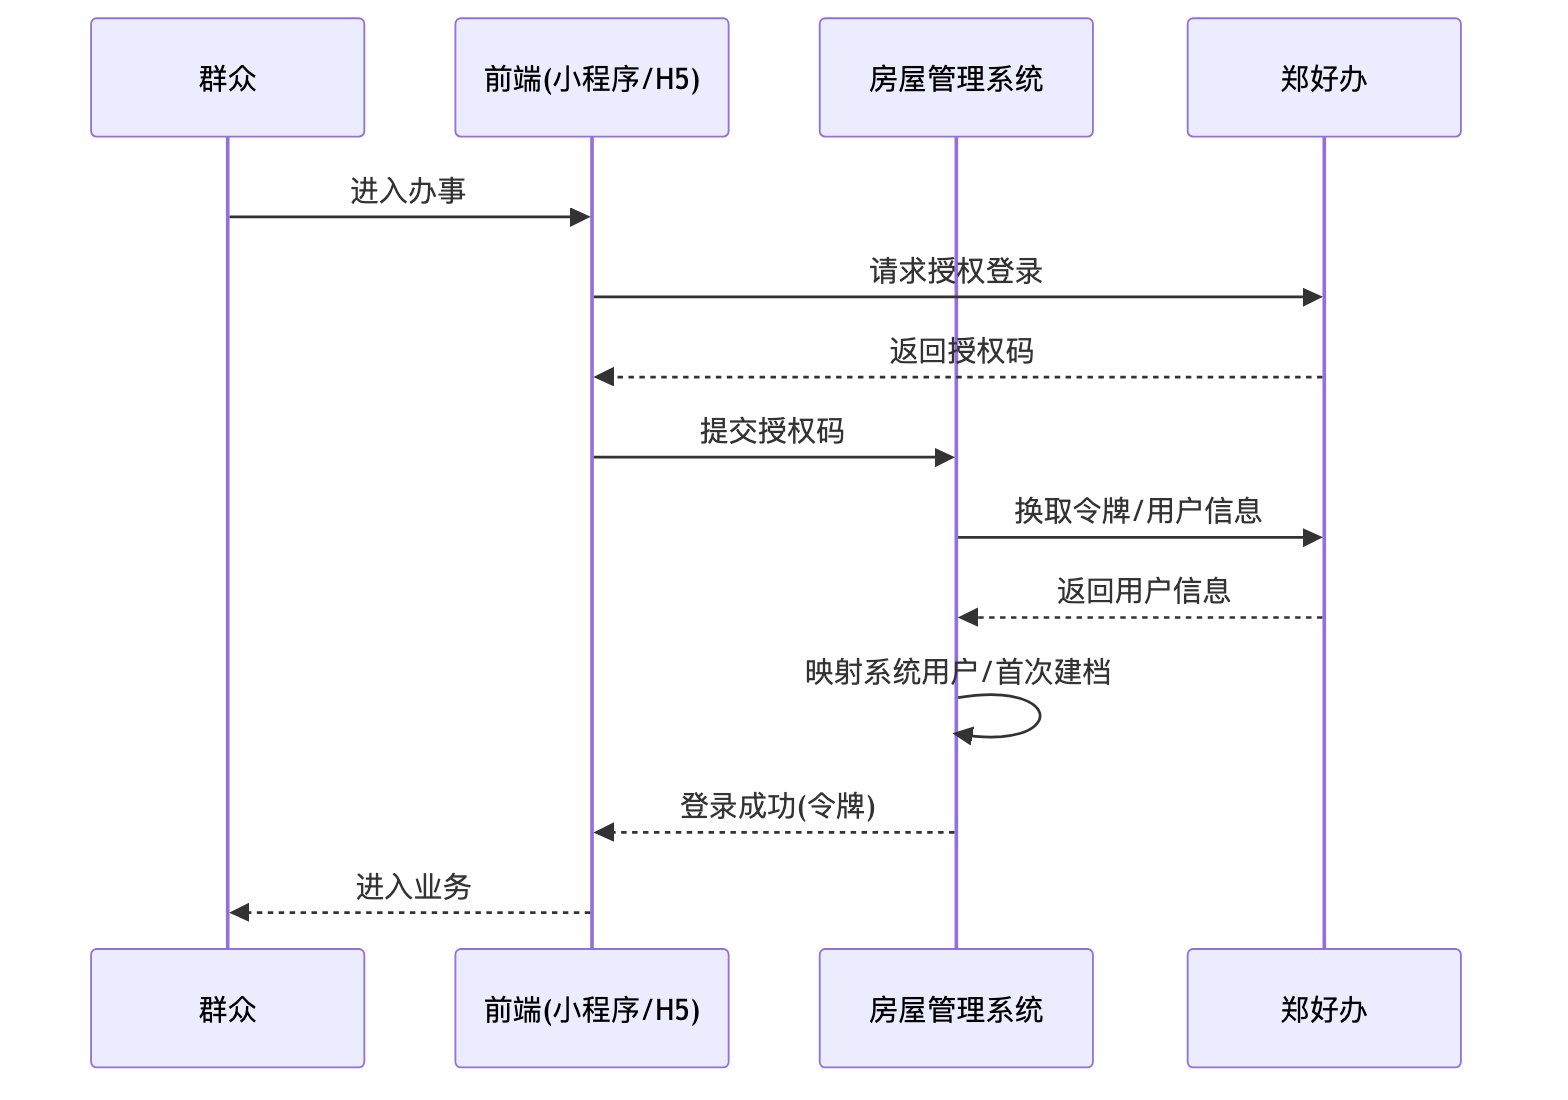 群众
前端(小程序/H5)
房屋管理系统
郑好办
进入办事
请求授权登录
返回授权码
提交授权码
换取令牌/用户信息
返回用户信息
映射系统用户/首次建档
登录成功(令牌)
进入业务
群众
前端(小程序/H5)
房屋管理系统
郑好办